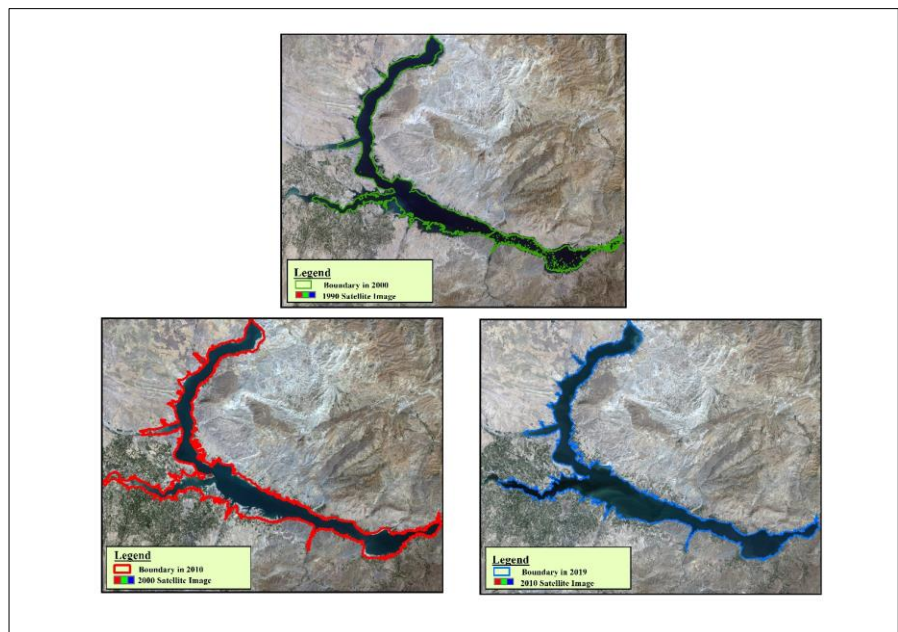 Legend
Boundary in 2000
1990 Satellite Image
Legend
Boundary in 2010
2000 Satellite Image
Legend
Boundary in 2019
2010 Satellite Image